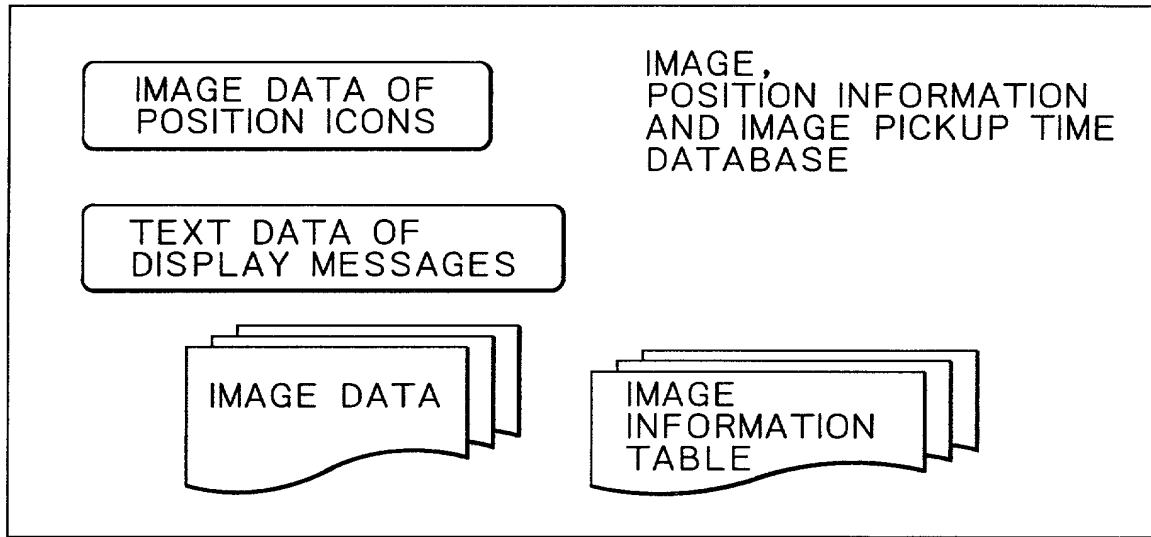 IMAGE DATA OF
POSITION ICONS
IMAGE,
POSITION INFORMATION
AND IMAGE PICKUP TIME
DATABASE
TEXT DATA OF
DISPLAY MESSAGES
IMAGE DATA
IMAGE
INFORMATION
TABLE